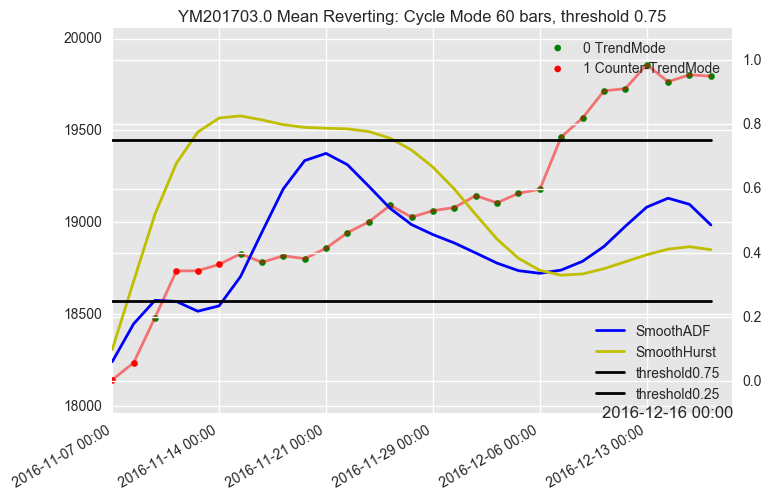 YM201703.0 Mean Reverting: Cycle Mode 60 bars, threshold 0.75
20000
19500
19000
18500
18000
0 TrendMode
1 CounterTrendMode
1.0
0.8
0.6
0.4
0.2
0.0
SmoothADF
SmoothHurst
threshold0.75
threshold0.25
2016-12-16 00:00
2016-11-07 00:00
2016-11-14 00:00
2016-11-21 00:00
2016-11-29 00:00
2016-12-06 00:00
2016-12-13 00:00